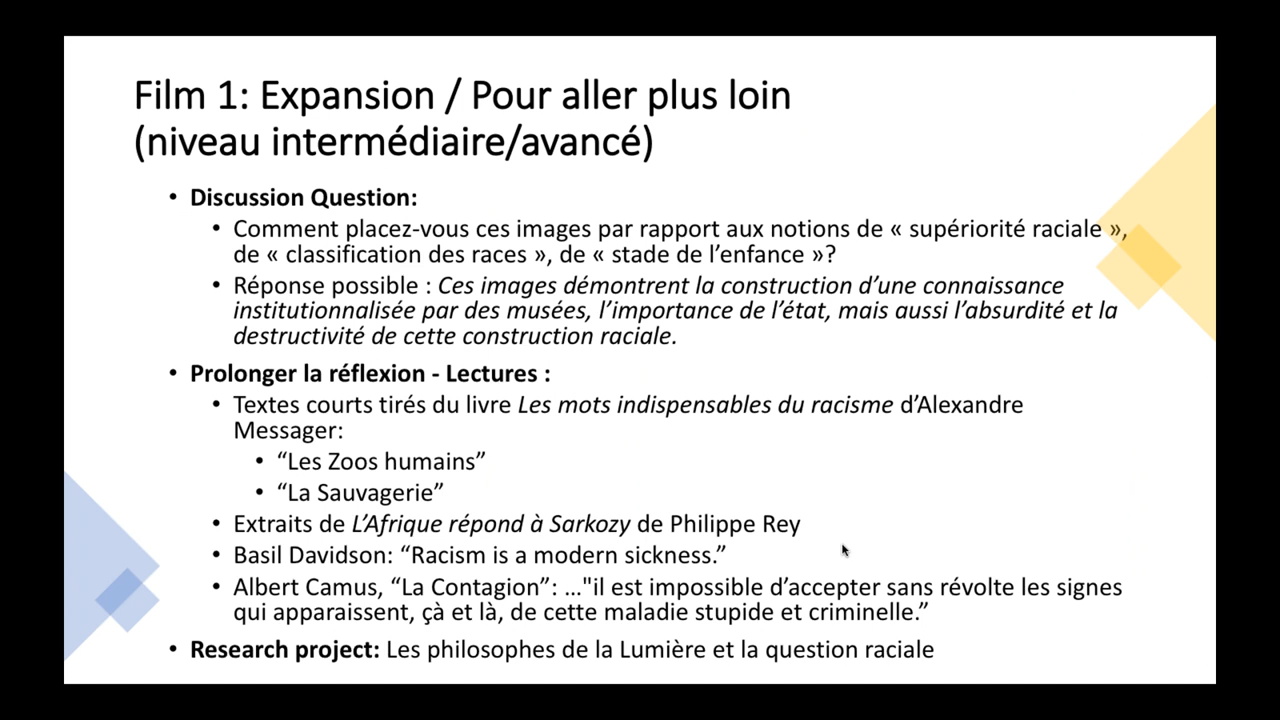 Film 1: Expansion / Pour aller plus loin
(niveau intermédiaire/avancé)
• Discussion Question:
• Comment placez-vous ces images par rapport aux notions de « supériorité raciale »,
de « classification des races », de « stade de l’enfance »?
• Réponse possible : Ces images démontrent la construction d’une connaissance
institutionnalisée par des musées, l’importance de l’état, mais aussi l’absurdité et la
destructivité de cette construction raciale.
• Prolonger la réflexion - Lectures :
• Textes courts tirés du livre Les mots indispensables du racisme d’Alexandre
Messager:
• “Les Zoos humains”
• “La Sauvagerie”
• Extraits de L’Afrique répond à Sarkozy de Philippe Rey
• Basil Davidson: “Racism is a modern sickness.”
• Albert Camus, “La Contagion”: …"il est impossible d’accepter sans révolte les signes
qui apparaissent, çà et là, de cette maladie stupide et criminelle.”
• Research project: Les philosophes de la Lumière et la question raciale